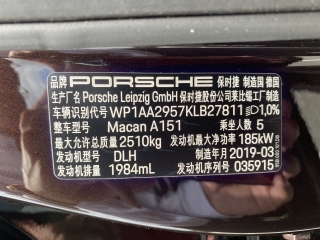 品牌 PORSCHE 保时捷 制造国 德国
生产厂名 Porsche Leipzig GmbH 保时捷股份公司莱比锡工厂制造
车辆识别代号 WP1AA2957KLB27811 1,0%
整车型号 Macan A151 乘坐人数 5
最大允许总质量 2510kg 发动机最大净功率 185kW
发动机型号 DLH 制造年月 2019-03
发动机排量 1984mL 发动机序列号 035915